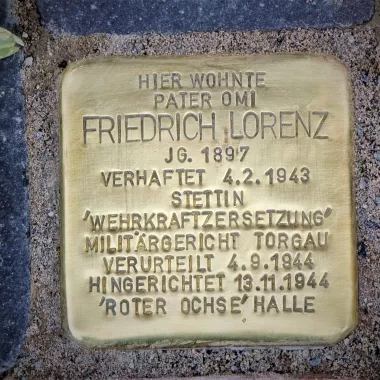 HIER WOHNTE
PATER OMI
FRIEDRICH LORENZ
JG. 1897
VERHAFTET 4.2.1943
STETTIN
'WEHRKRAFTZERSETZUNG'
MILITÄRGERICHT TORGAU
VERURTEILT 4.9.1944
HINGERICHTET 13.11.1944
'ROTER OCHSE' HALLE